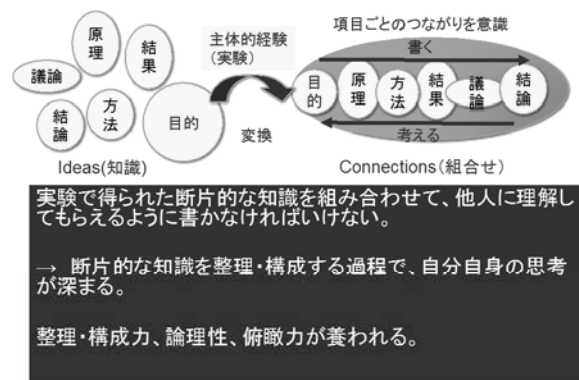 原理
結果
議論
結論
方法
目的
Ideas(知識)
主体的経験
(実験)
変換
項目ごとのつながりを意識
書く
目的
原理
方法
結果
議論
結論
考える
Connections(組合せ)
実験で得られた断片的な知識を組み合わせて、他人に理解し
てもらえるように書かなければいけない。
→ 断片的な知識を整理・構成する過程で、自分自身の思考
が深まる。
整理・構成力、論理性、俯瞰力が養われる。